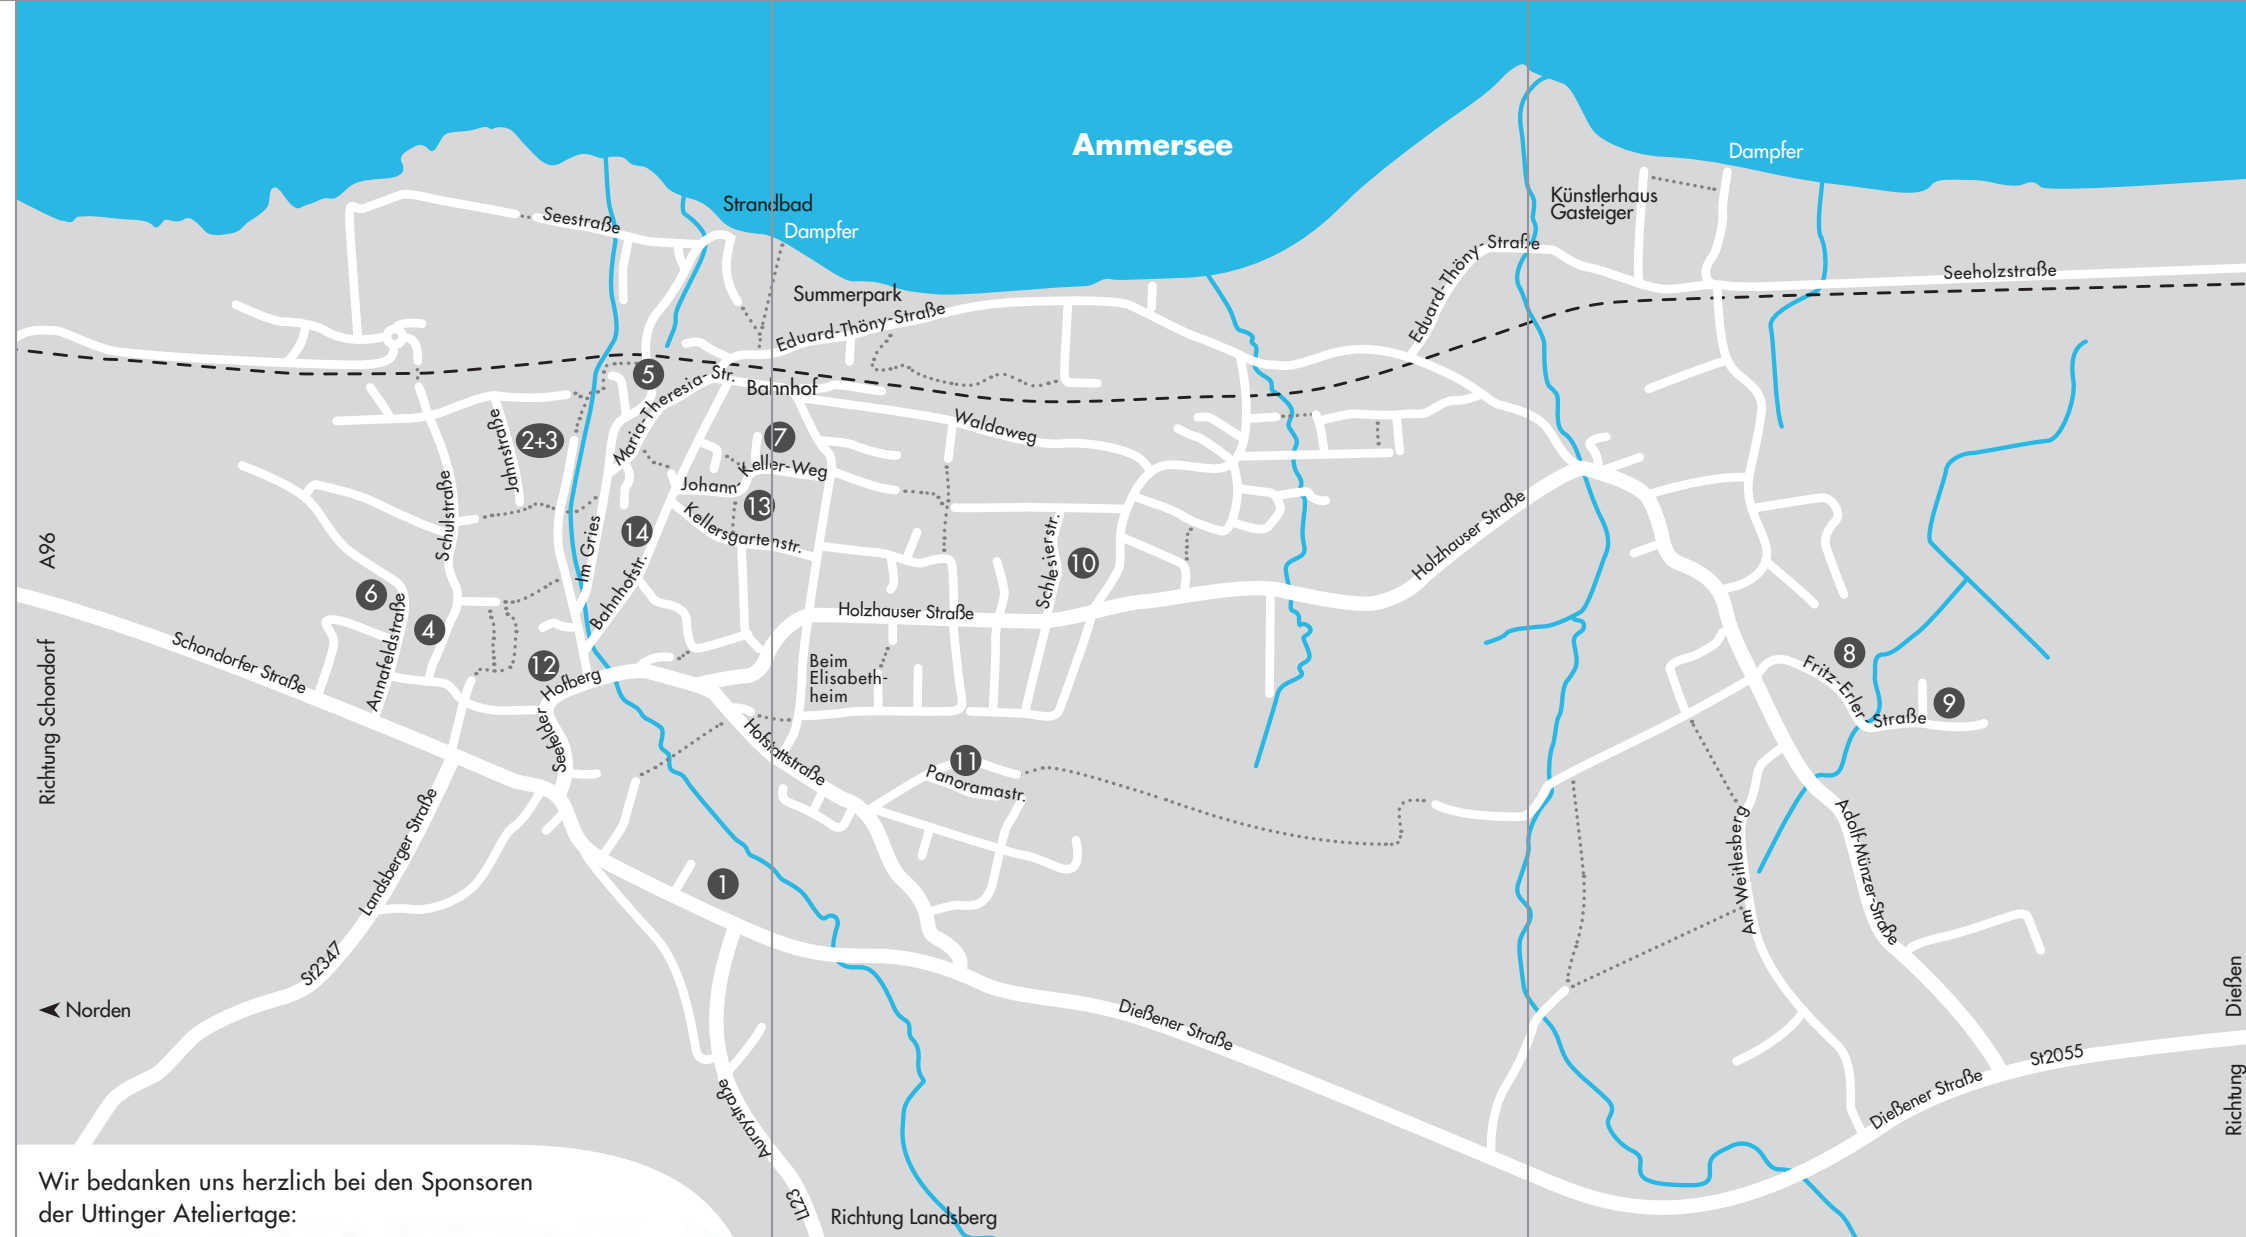 Ammersee
Dampfer
Künstlerhaus
Gasteiger
Strandbad
Dampfer
Seestraße
Eduard-Thöny-Straße
Seeholzstraße
Summerpark
Eduard-Thöny-Straße
5
Maria-Theresia-Str.
Bahnhof
Waldaweg
Jahnstraße
2+3
7
Johann-Keller-Weg
13
Kellersgartenstr.
Schulstraße
14
Im Gries
Bahnhofstr.
Schlesierstr.
10
Holzhauser Straße
A96
6
4
Annafeldstraße
Holzhauser Straße
Richtung Schondorf
Schondorfer Straße
12
Seefelder Hofberg
Beim
Elisabeth-
heim
8
Fritz-Erler-Straße
9
Hofstattstraße
11
Panoramastr.
Landsberger Straße
1
Am Weitlesberg
Adolf-Münzer-Straße
St2347
Norden
Dießener Straße
Richtung Dießen
St2055
Dießener Straße
Auraystraße
LL23
Richtung Landsberg
Wir bedanken uns herzlich bei den Sponsoren
der Uttinger Ateliertage: